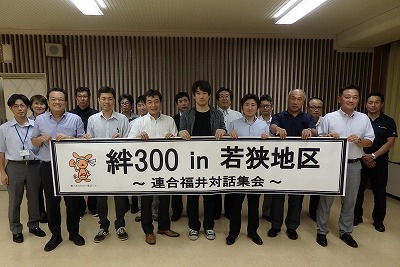 絆300 in 若狭地区
～ 連合福井対話集会 ～